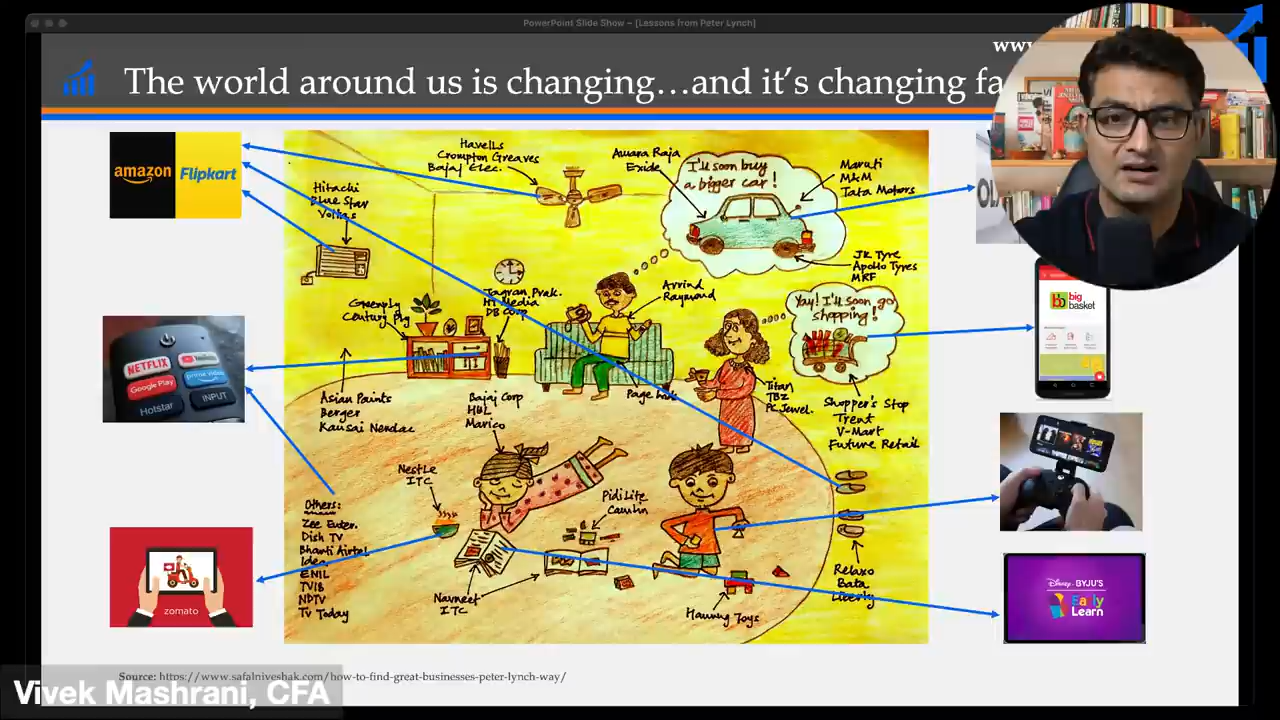 PowerPoint Slide Show – [Lessons from Peter Lynch]
www
The world around us is changing…and it's changing fa
amazon
Flipkart
Havells
Crompton Greaves
Bajaj Elec.
Hitachi
Blue Star
Voltas
Amara Raja
Exide
I'll soon buy
a bigger car!
Maruti
M&M
Tata Motors
JK Tyre
Apollo Tyres
MRF
OL
Greenply
Century Ply
Jagran Prak.
HT Media
DB Corp
Arvind
Raymond
Yay! I'll soon go
shopping!
big
basket
NETFLIX
YouTube
Google Play
prime video
Hotstar
INPUT
Asian Paints
Berger
Kansai Nerolac
Bajaj Corp
HUL
Marico
Page
Titan
TBZ
PC Jewel.
Shopper's Stop
Trent
V-Mart
Future Retail
Nestle
ITC
Pidilite
Camlin
Others:
Zee Enter.
Dish TV
Bharti Airtel
Idea
ENIL
TV18
NDTV
TV Today
zomato
Navneet
ITC
Toys
Relaxo
Bata
Liberty
Disney · BYJU'S
Early
Learn
Source: https://www.safalniveshak.com/how-to-find-great-businesses-peter-lynch-way/
Vivek Mashrani, CFA